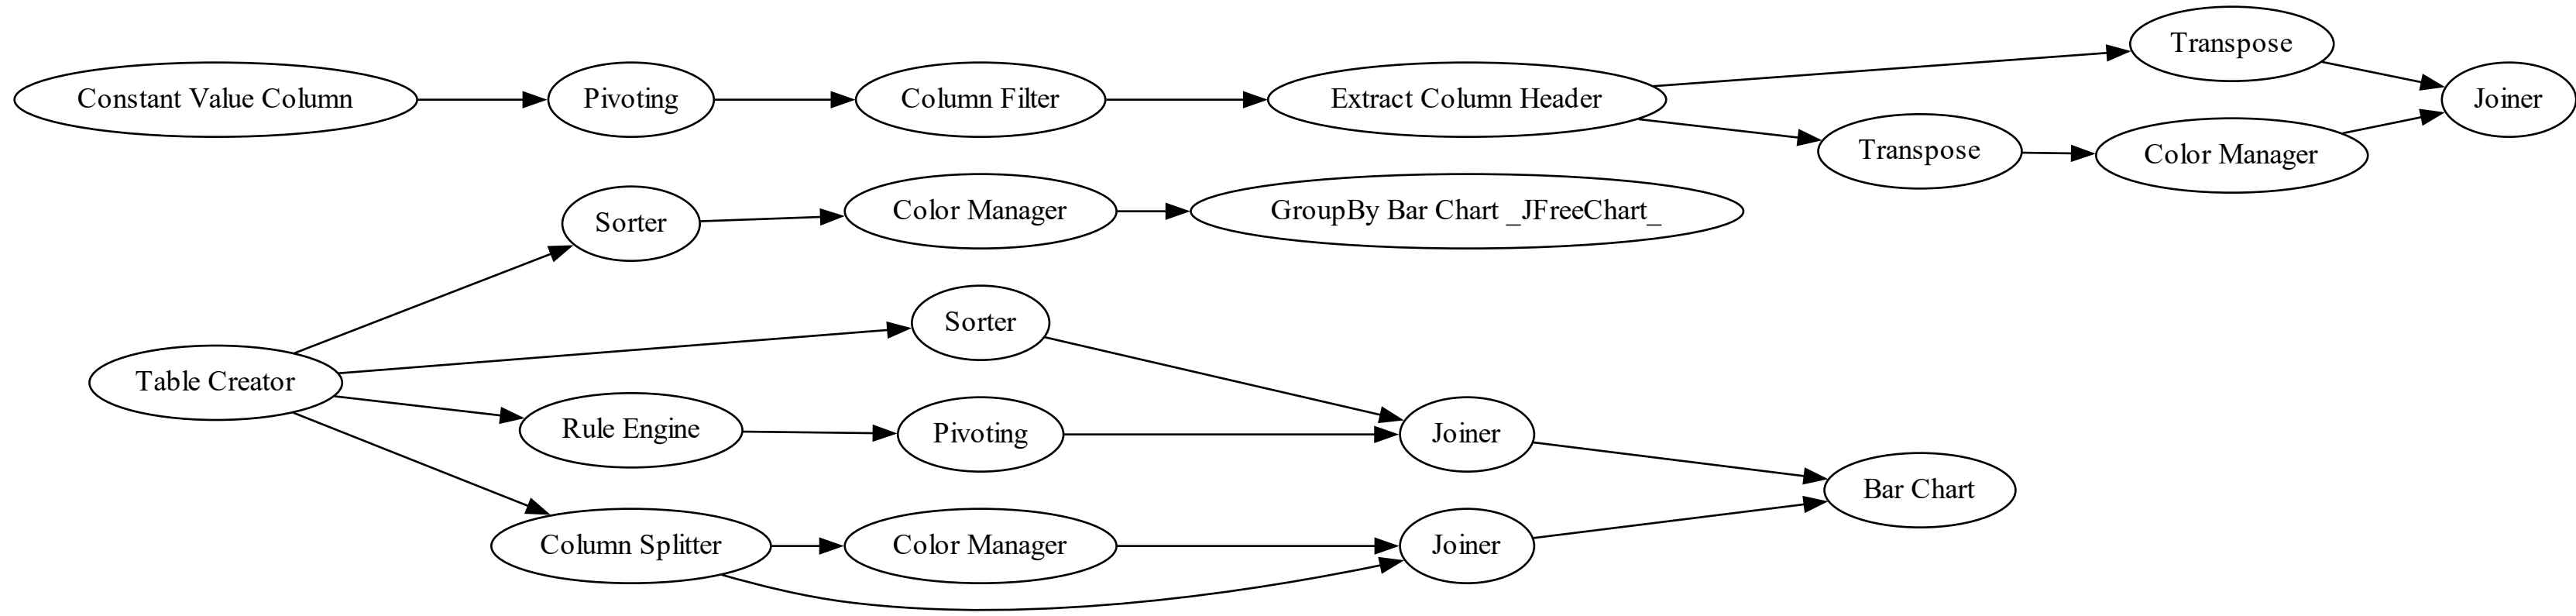 Transpose
Constant Value Column
Pivoting
Column Filter
Extract Column Header
Joiner
Transpose
Color Manager
Sorter
Color Manager
GroupBy Bar Chart _JFreeChart_
Sorter
Table Creator
Rule Engine
Pivoting
Joiner
Bar Chart
Column Splitter
Color Manager
Joiner